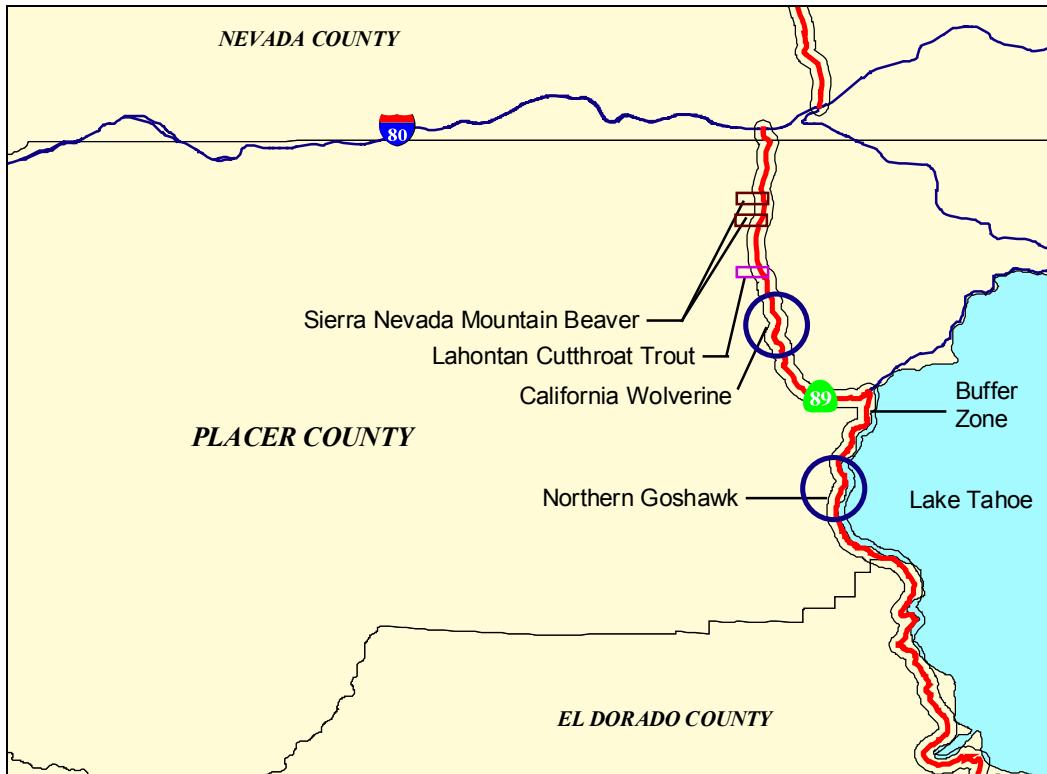 NEVADA COUNTY
80
Sierra Nevada Mountain Beaver
Lahontan Cutthroat Trout
California Wolverine
89
Buffer
Zone
PLACER COUNTY
Northern Goshawk
Lake Tahoe
EL DORADO COUNTY